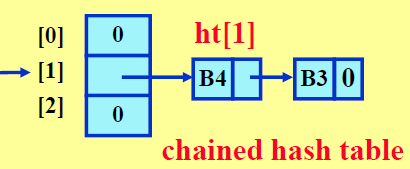 [0] 0 ht[1]
[1] B4 B3 0
[2] 0
chained hash table